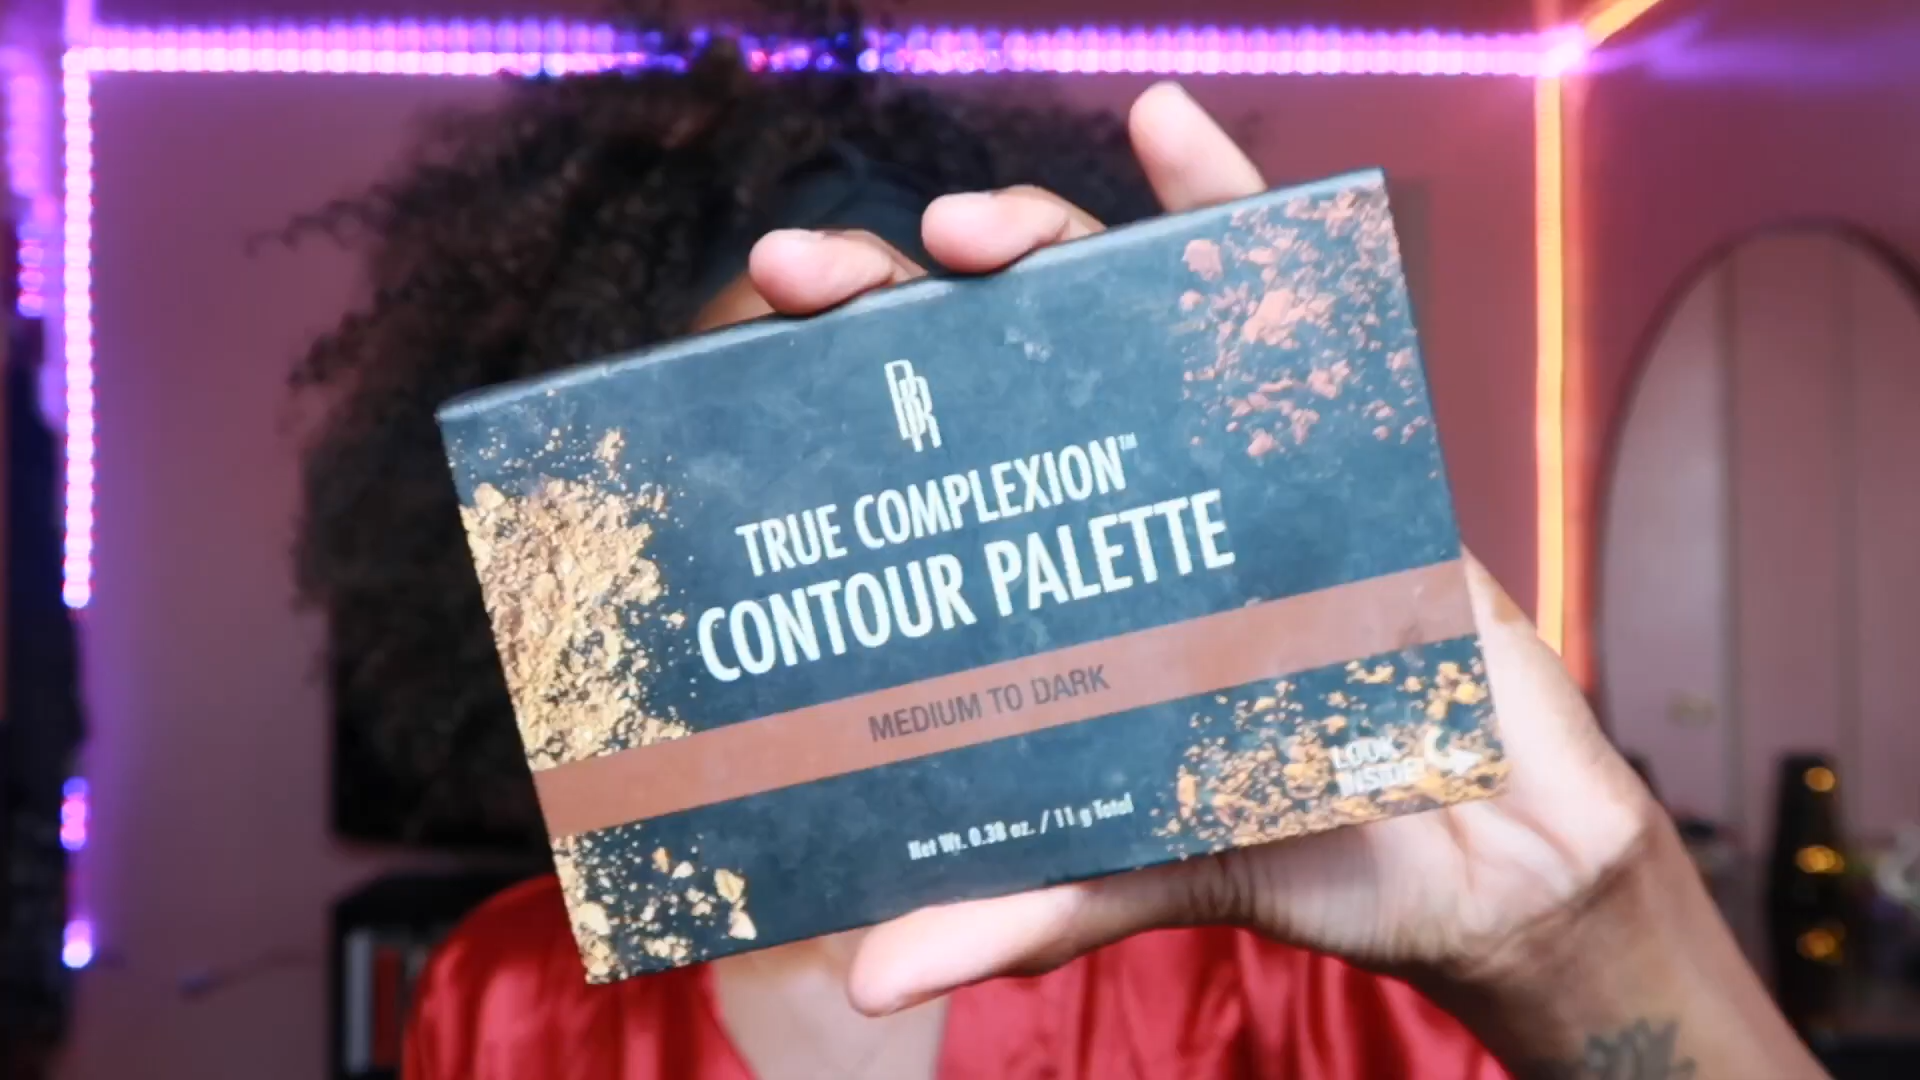 BR
TRUE COMPLEXION™
CONTOUR PALETTE
MEDIUM TO DARK
Net Wt. 0.38 oz. / 11 g Total
LOOK
INSIDE